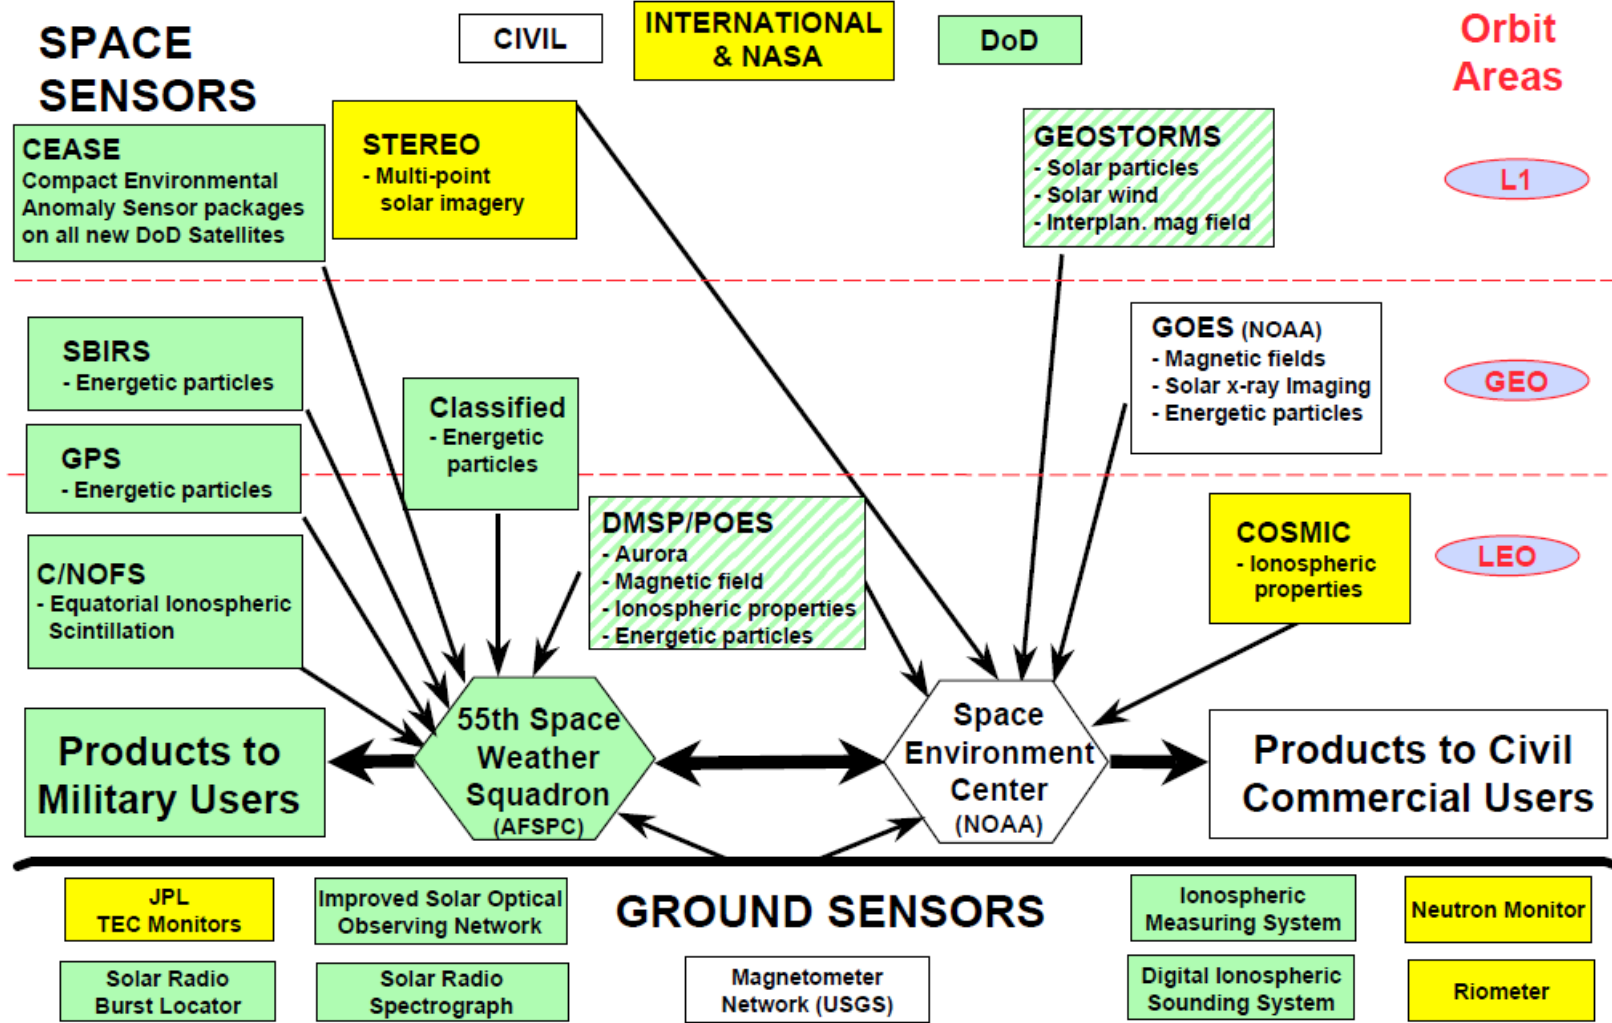 SPACE
SENSORS
CIVIL
INTERNATIONAL
& NASA
DoD
Orbit
Areas
CEASE
Compact Environmental
Anomaly Sensor packages
on all new DoD Satellites
STEREO
- Multi-point
solar imagery
GEOSTORMS
- Solar particles
- Solar wind
- Interplan. mag field
L1
SBIRS
- Energetic particles
Classified
- Energetic
particles
GOES (NOAA)
- Magnetic fields
- Solar x-ray Imaging
- Energetic particles
GEO
GPS
- Energetic particles
C/NOFS
- Equatorial Ionospheric
Scintillation
DMSP/POES
- Aurora
- Magnetic field
- Ionospheric properties
- Energetic particles
COSMIC
- Ionospheric
properties
LEO
Products to
Military Users
55th Space
Weather
Squadron
(AFSPC)
Space
Environment
Center
(NOAA)
Products to Civil
Commercial Users
JPL
TEC Monitors
Improved Solar Optical
Observing Network
GROUND SENSORS
Ionospheric
Measuring System
Neutron Monitor
Solar Radio
Burst Locator
Solar Radio
Spectrograph
Magnetometer
Network (USGS)
Digital Ionospheric
Sounding System
Riometer